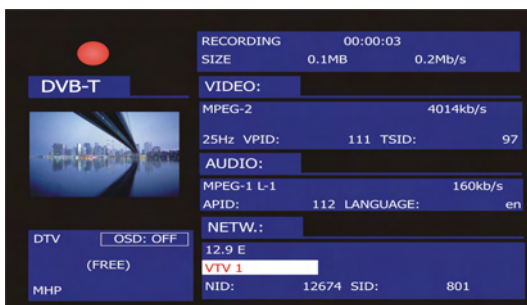 RECORDING 00:00:03
SIZE 0.1MB 0.2Mb/s
DVB-T
VIDEO:
MPEG-2 4014kb/s
25Hz VPID: 111 TSID: 97
AUDIO:
MPEG-1 L-1 160kb/s
APID: 112 LANGUAGE: en
NETW.:
12.9 E
VTV 1
NID: 12674 SID: 801
DTV OSD: OFF
(FREE)
MHP